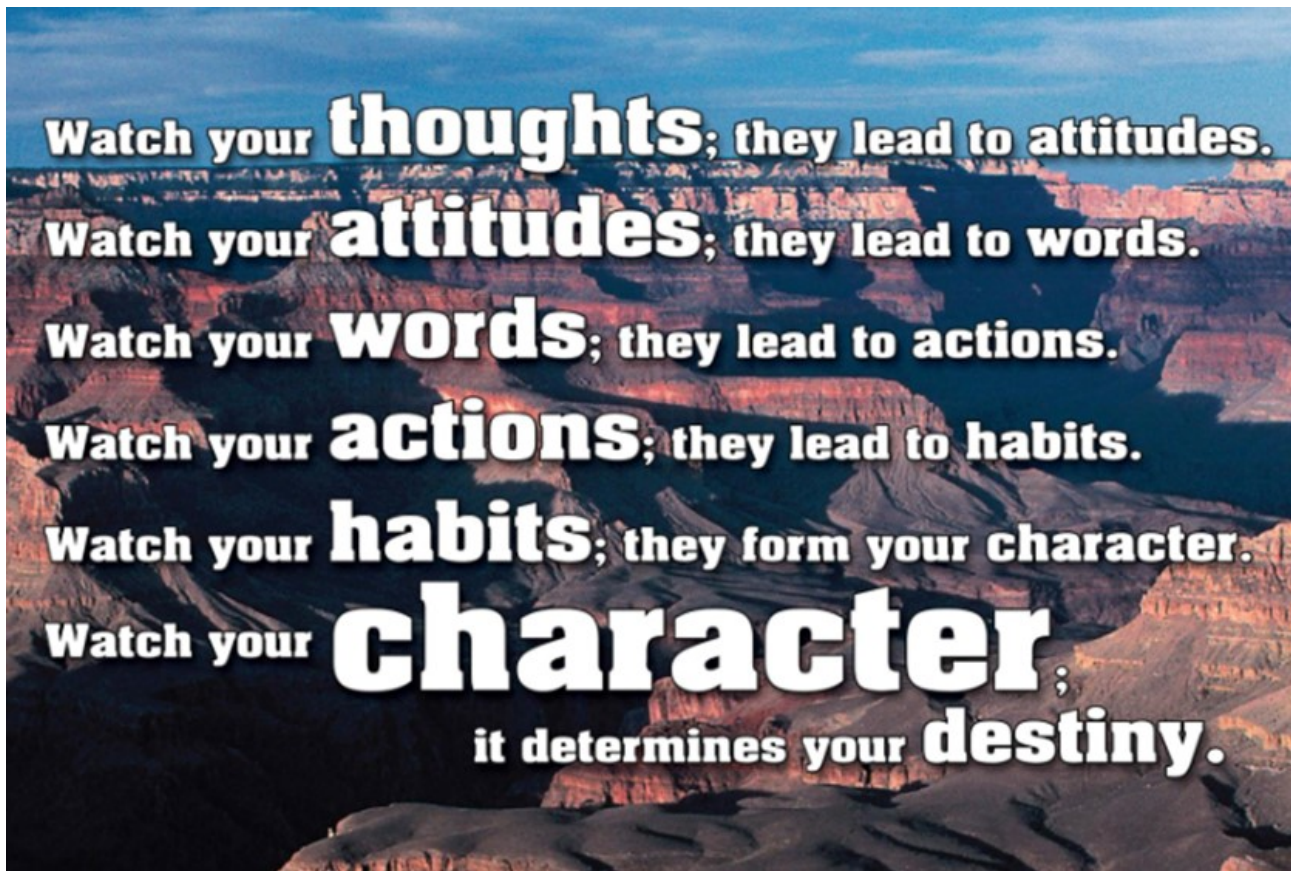 Watch your thoughts; they lead to attitudes.
Watch your attitudes; they lead to words.
Watch your words; they lead to actions.
Watch your actions; they lead to habits.
Watch your habits; they form your character.
Watch your character;
it determines your destiny.